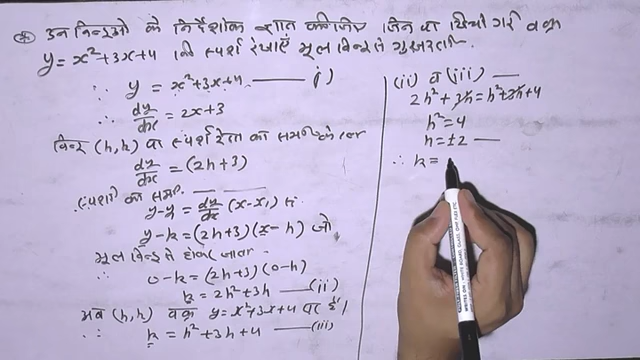 उन बिन्दुओ के निर्देशांक ज्ञात कीजिए जिन पर खींची गई वक्र
y = x²+3x+4 की स्पर्श रेखाएँ मूल बिन्दु से गुजरती
∴ y = x²+3x+4 —— i)
∴ dy/dx = 2x+3
बिन्दु (h,k) पर स्पर्श रेखा का
dy/dx = (2h+3)
स्पर्श का समी.
y-y₁ = dy/dx (x-x₁) से
y-k = (2h+3)(x-h) जो
मूल बिन्दु से होकर जाता
∴ 0-k = (2h+3)(0-h)
k = 2h²+3h —(ii)
अब (h,k) वक्र y = x²+3x+4 पर है।
∴ k = h²+3h+4 —(iii)
(ii) व (iii) —
2h²+3h = h²+3h+4
h² = 4
h = ±2 —
∴ k =